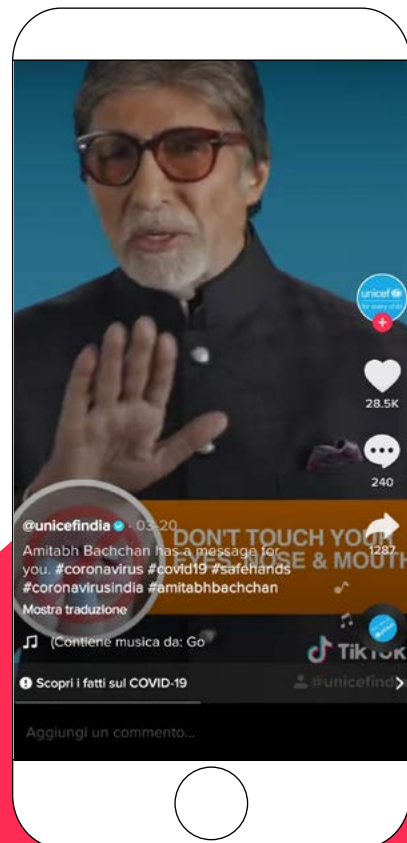 unicef
for every child
28.5K
240
1287
@unicefindia · 03-20
Amitabh Bachchan has a message for
you. #coronavirus #covid19 #safehands
#coronavirusindia #amitabhbachchan
Mostra traduzione
DON'T TOUCH YOUR
EYES, NOSE & MOUTH
(Contiene musica da: Go
TikTok
@unicefindi
Scopri i fatti sul COVID-19
Aggiungi un commento...